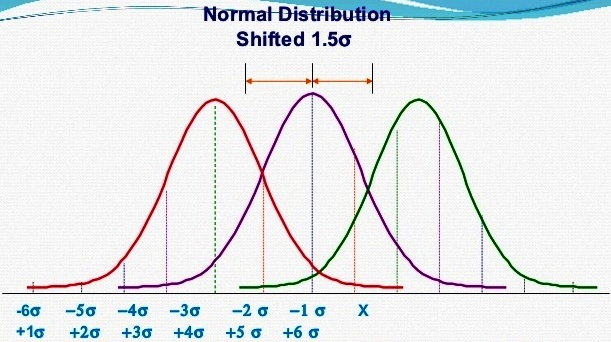 Normal Distribution
Shifted 1.5σ
-6σ –5σ –4σ –3σ –2 σ –1 σ X
+1σ +2σ +3σ +4σ +5 σ +6 σ